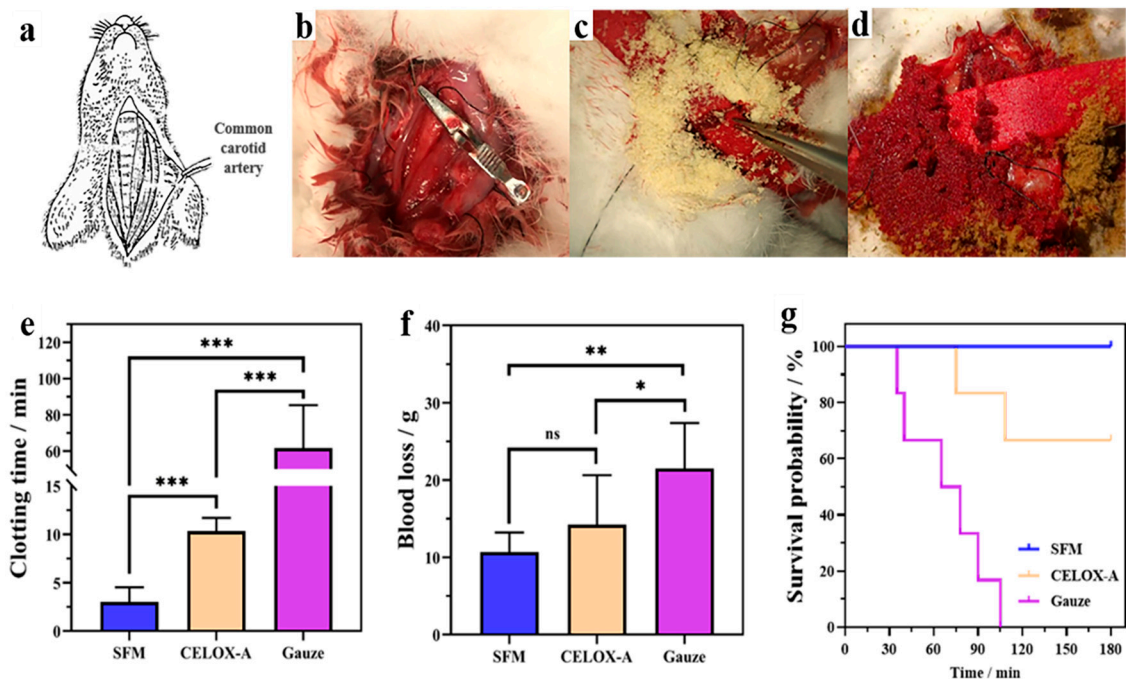 a
Common
carotid
artery
b
c
d
e
Clotting time / min
120
100
80
60
15
10
5
0
***
***
***
SFM
CELOX-A
Gauze
f
Blood loss / g
40
30
20
10
0
**
*
ns
SFM
CELOX-A
Gauze
g
Survival probability / %
100
80
60
40
20
0
SFM
CELOX-A
Gauze
0
30
60
90
120
150
180
Time / min